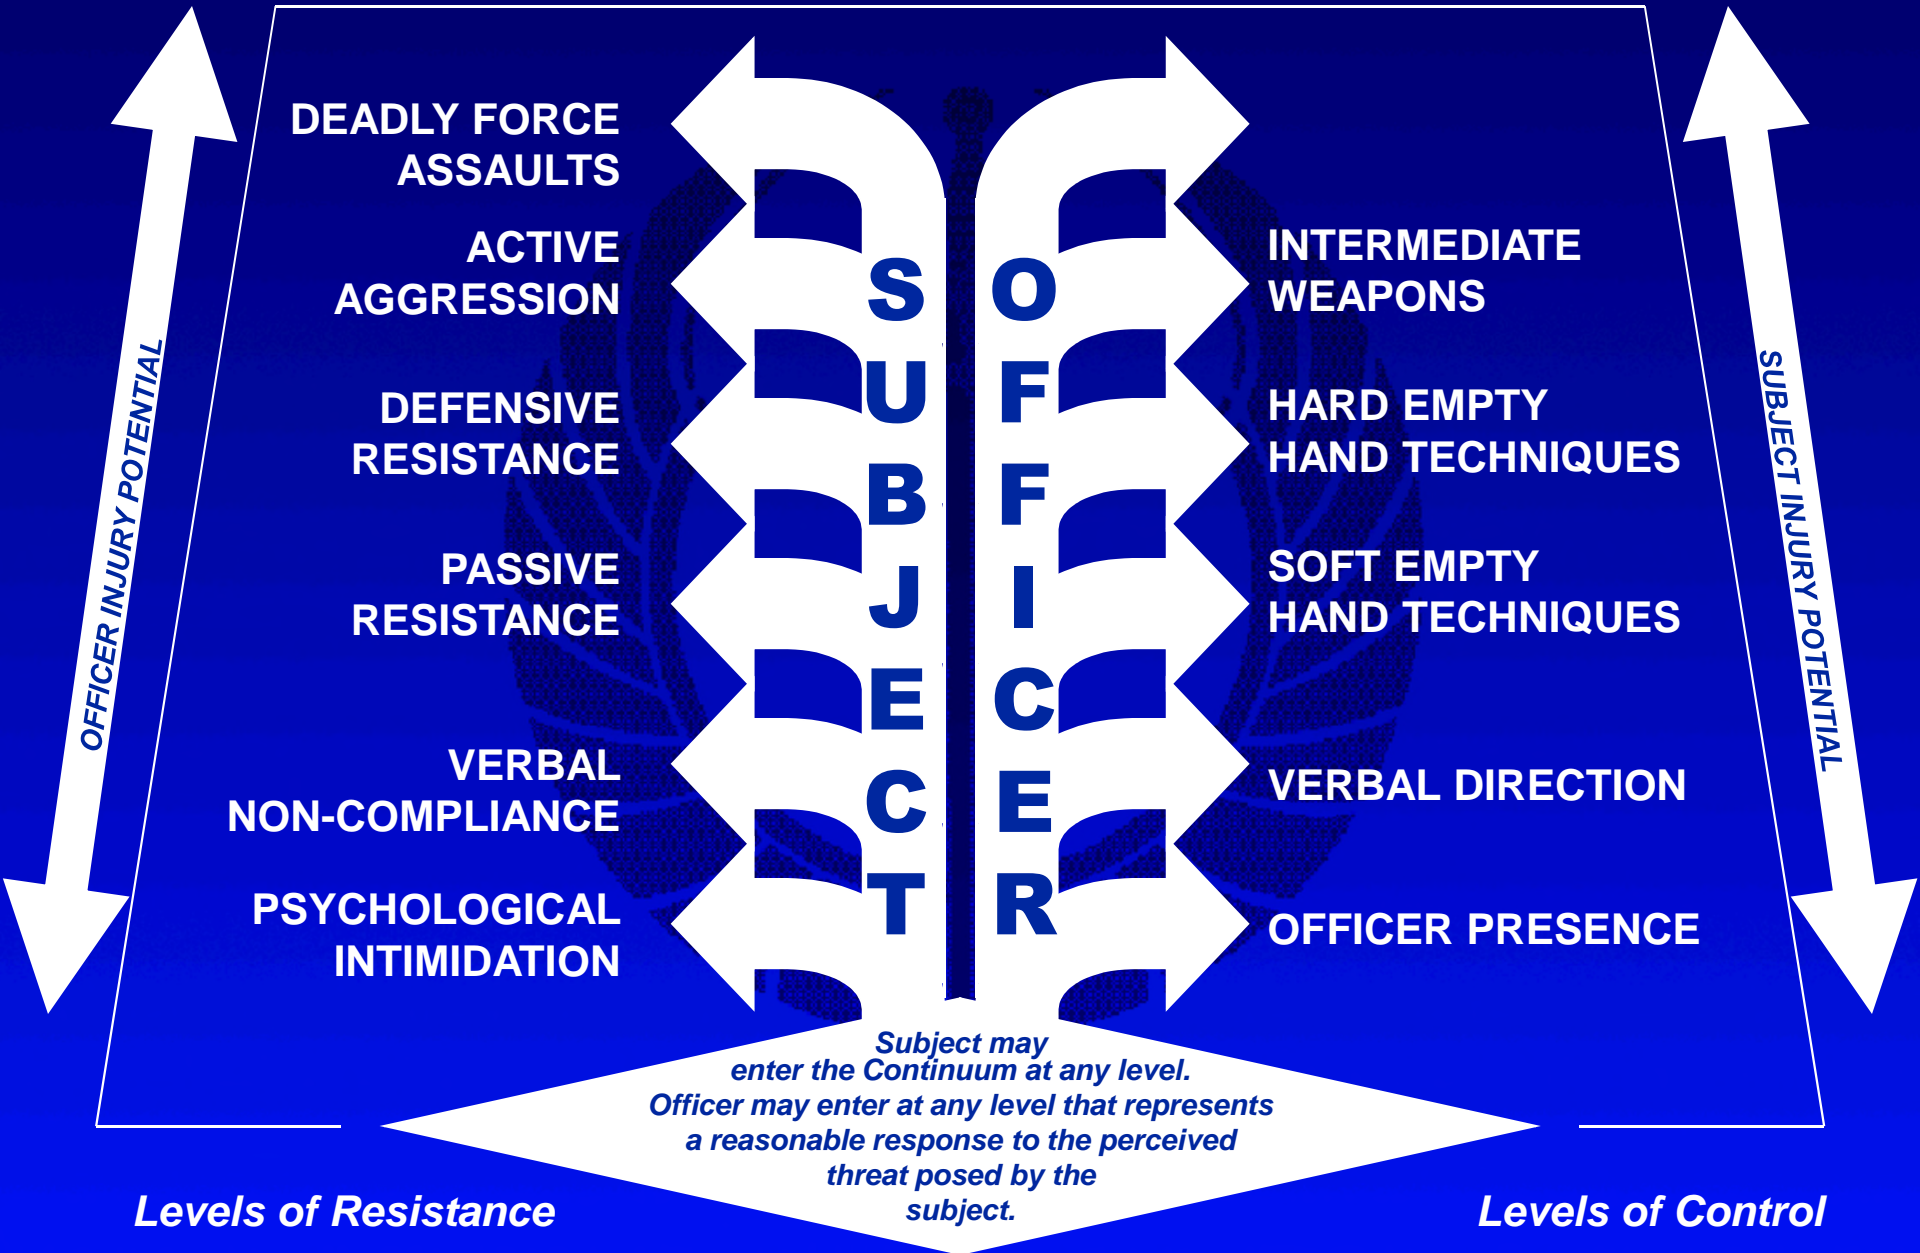 DEADLY FORCE
ASSAULTS
ACTIVE
AGGRESSION
DEFENSIVE
RESISTANCE
PASSIVE
RESISTANCE
VERBAL
NON-COMPLIANCE
PSYCHOLOGICAL
INTIMIDATION
OFFICER INJURY POTENTIAL
SUBJECT
OFFICER
INTERMEDIATE
WEAPONS
HARD EMPTY
HAND TECHNIQUES
SOFT EMPTY
HAND TECHNIQUES
VERBAL DIRECTION
OFFICER PRESENCE
SUBJECT INJURY POTENTIAL
Subject may
enter the Continuum at any level.
Officer may enter at any level that represents
a reasonable response to the perceived
threat posed by the
subject.
Levels of Resistance
Levels of Control